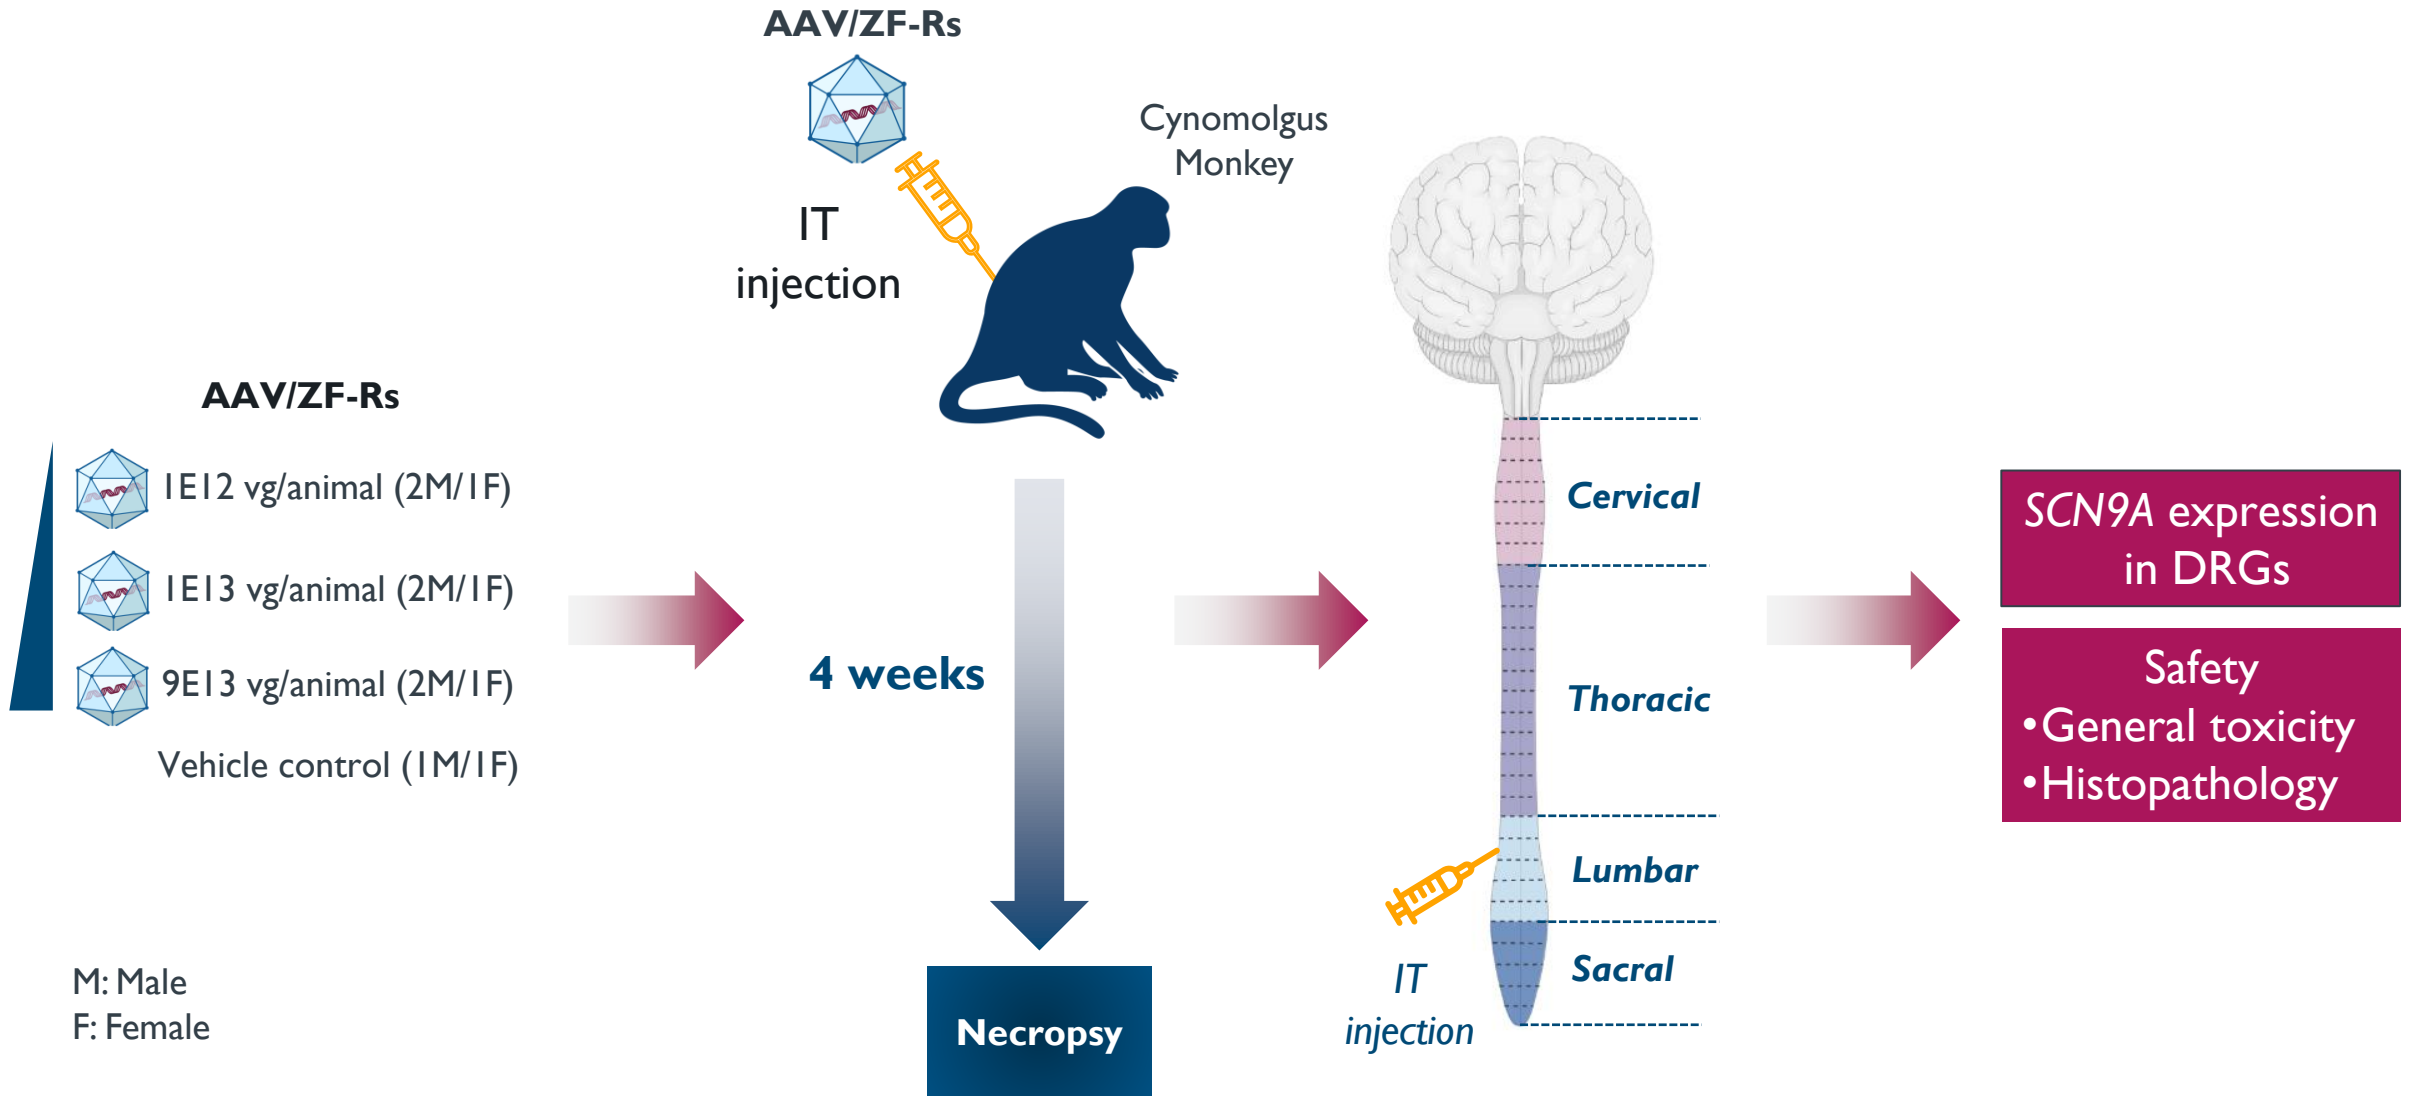 AAV/ZF-Rs
1E12 vg/animal (2M/1F)
1E13 vg/animal (2M/1F)
9E13 vg/animal (2M/1F)
Vehicle control (1M/1F)
M: Male
F: Female
AAV/ZF-Rs
IT
injection
Cynomolgus
Monkey
4 weeks
Necropsy
Cervical
Thoracic
Lumbar
Sacral
IT
injection
SCN9A expression
in DRGs
Safety
•General toxicity
•Histopathology